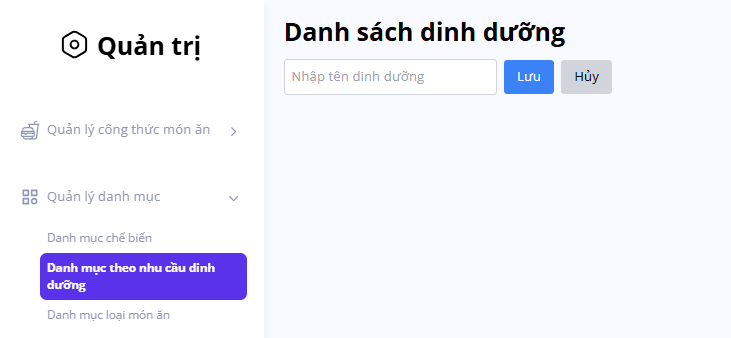 Quản trị
Quản lý công thức món ăn
Quản lý danh mục
Danh mục chế biến
Danh mục theo nhu cầu dinh
dưỡng
Danh mục loại món ăn
Danh sách dinh dưỡng
Nhập tên dinh dưỡng
Lưu
Hủy